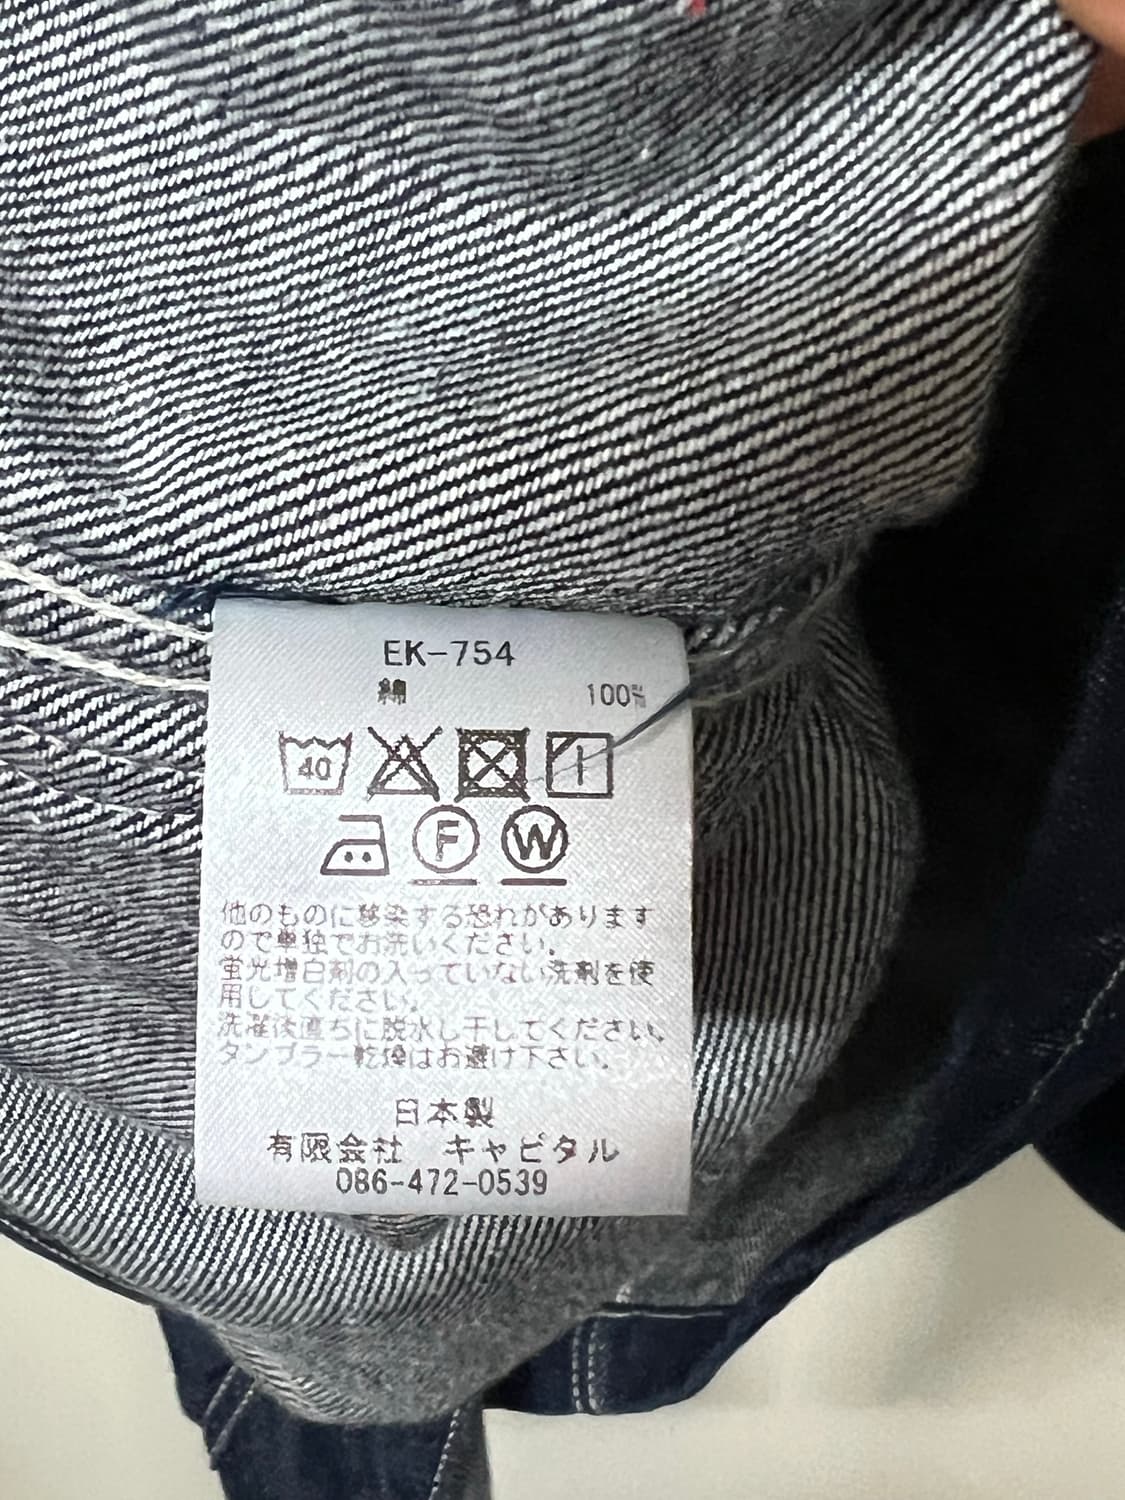 EK-754
綿 100%
40
F W
他のものに移染する恐れがあります
ので単独でお洗いください。
蛍光増白剤の入っていない洗剤を使
用してください。
洗濯後直ちに脱水し干してください。
タンブラー乾燥はお避け下さい。
日本製
有限会社 キャピタル
086-472-0539